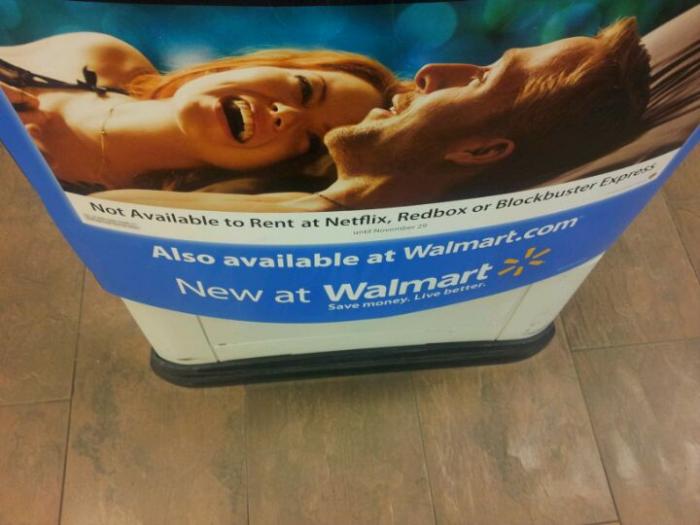 Not Available to Rent at Netflix, Redbox or Blockbuster Express
until November 29
Also available at Walmart.com
New at Walmart
Save money. Live better.